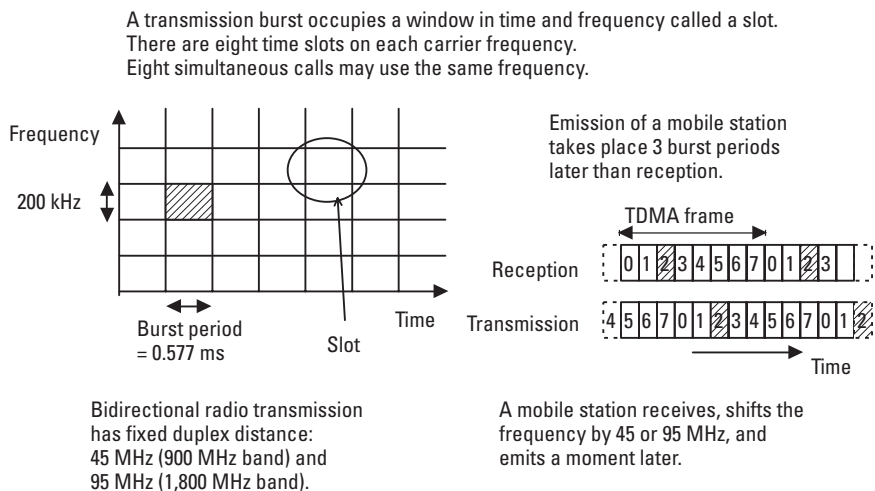 A transmission burst occupies a window in time and frequency called a slot.
There are eight time slots on each carrier frequency.
Eight simultaneous calls may use the same frequency.
Frequency
200 kHz
Burst period
= 0.577 ms
Slot
Time
Bidirectional radio transmission
has fixed duplex distance:
45 MHz (900 MHz band) and
95 MHz (1,800 MHz band).
Emission of a mobile station
takes place 3 burst periods
later than reception.
TDMA frame
Reception
0 1 2 3 4 5 6 7 0 1 2 3
Transmission
4 5 6 7 0 1 2 3 4 5 6 7 0 1 2
Time
A mobile station receives, shifts the
frequency by 45 or 95 MHz, and
emits a moment later.